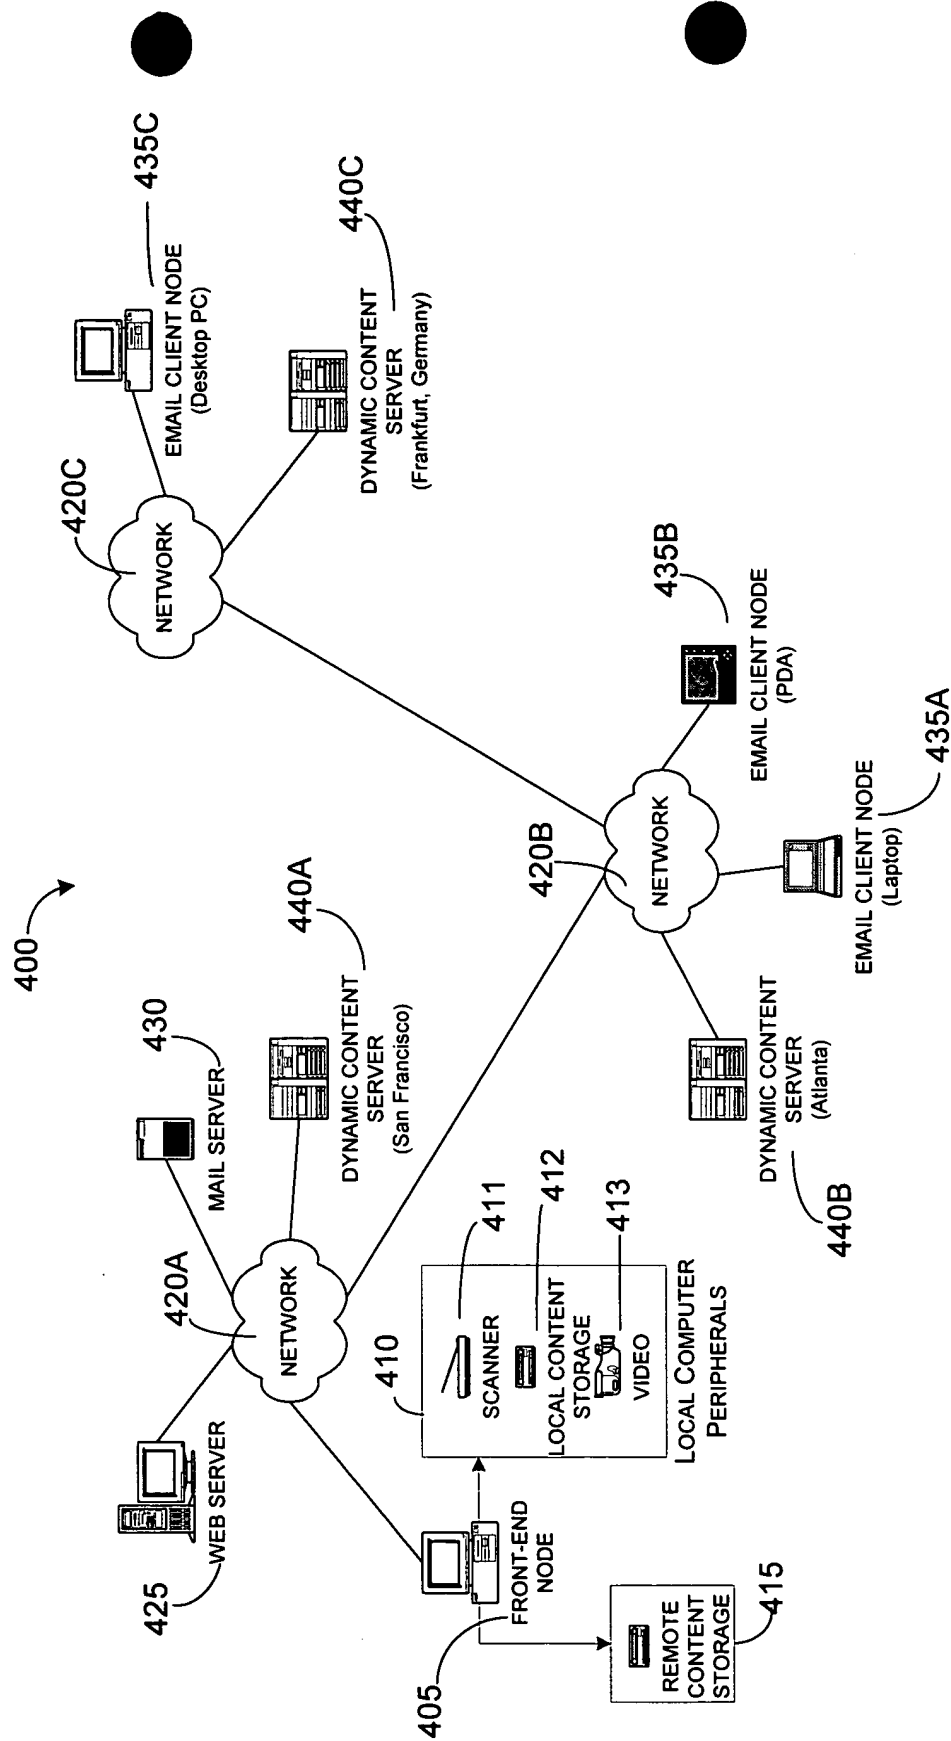 400
425
WEB SERVER
420A
NETWORK
430
MAIL SERVER
440A
DYNAMIC CONTENT
SERVER
(San Francisco)
405
FRONT-END
NODE
410
SCANNER
411
LOCAL CONTENT
STORAGE
412
VIDEO
413
LOCAL COMPUTER
PERIPHERALS
REMOTE
CONTENT
STORAGE
415
420B
NETWORK
DYNAMIC CONTENT
SERVER
(Atlanta)
440B
EMAIL CLIENT NODE
(Laptop)
435A
EMAIL CLIENT NODE
(PDA)
435B
420C
NETWORK
EMAIL CLIENT NODE
(Desktop PC)
435C
DYNAMIC CONTENT
SERVER
(Frankfurt, Germany)
440C